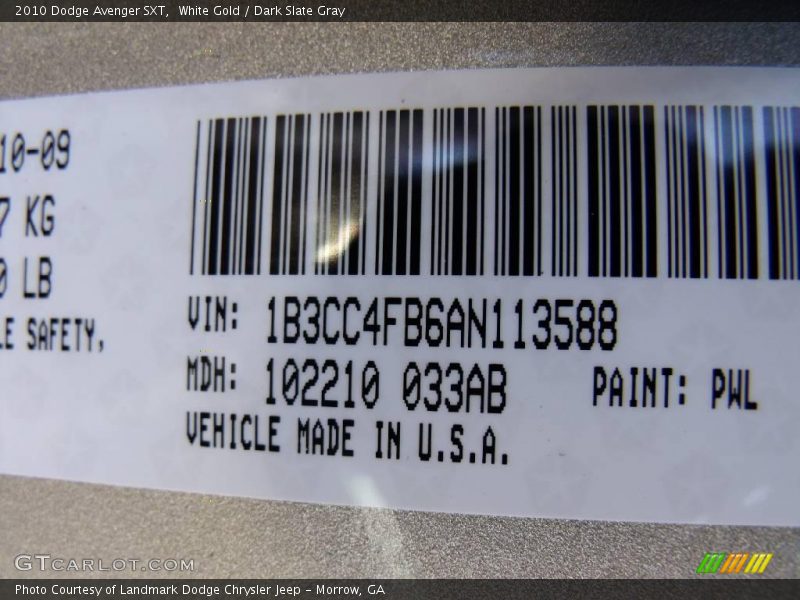 2010 Dodge Avenger SXT, White Gold / Dark Slate Gray
10-09
7 KG
0 LB
LE SAFETY,
VIN: 1B3CC4FB6AN113588
MDH: 102210 033AB PAINT: PWL
VEHICLE MADE IN U.S.A.
GTCARLOT.COM
Photo Courtesy of Landmark Dodge Chrysler Jeep - Morrow, GA